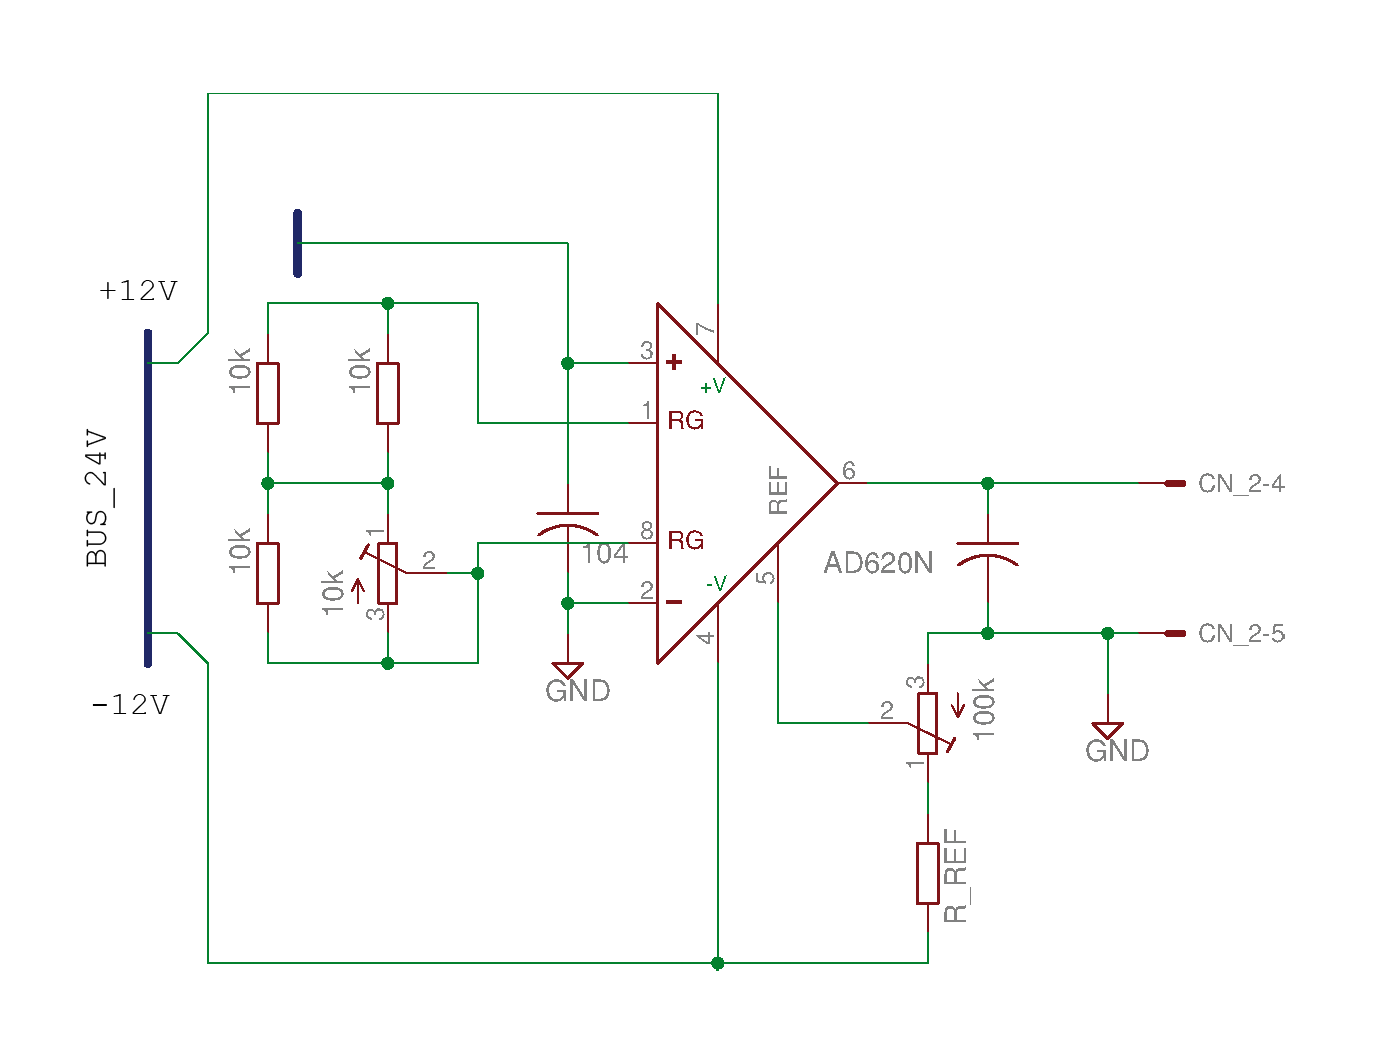 +12V
BUS_24V
-12V
10k
10k
10k
10k
1
2
3
104
GND
3
+
1
RG
8
RG
2
-
7
+V
REF
-V
4
5
6
AD620N
CN_2-4
CN_2-5
3
2
1
100k
GND
R_REF